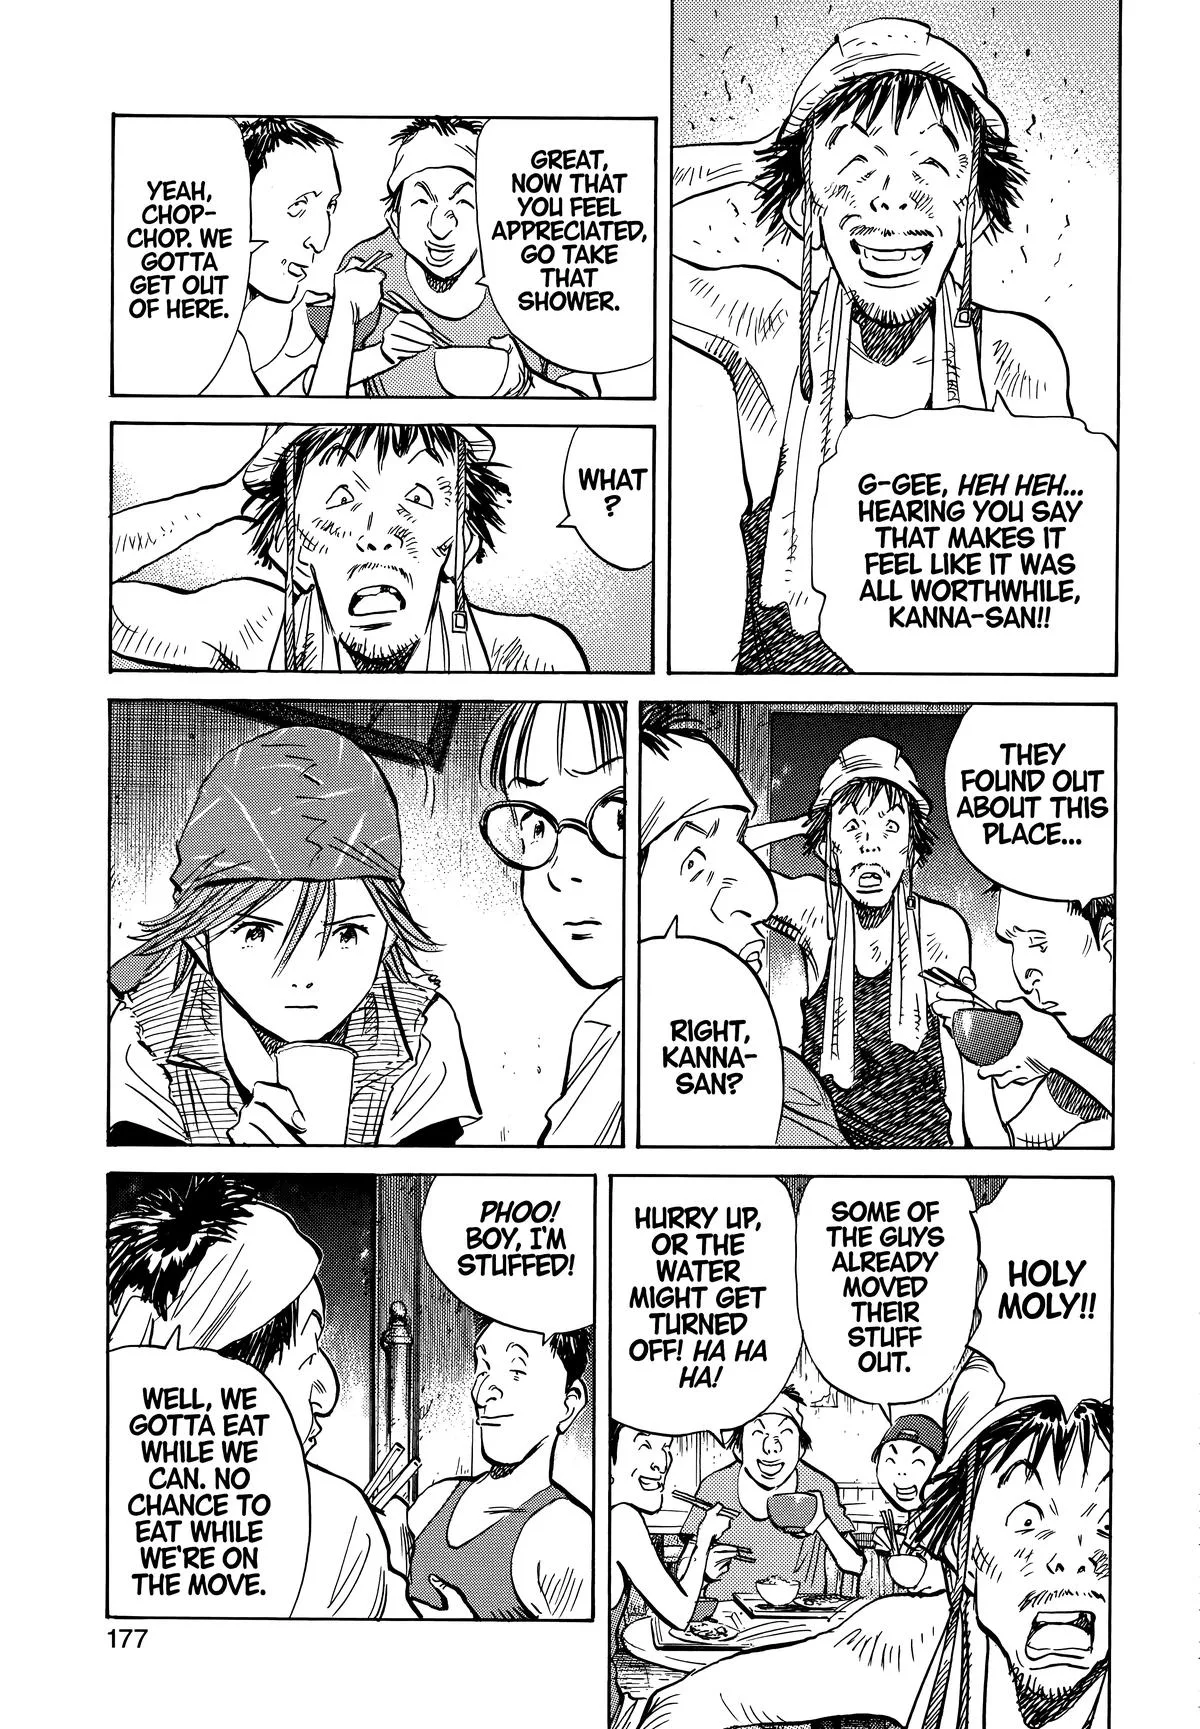 G-GEE, HEH HEH...
HEARING YOU SAY
THAT MAKES IT
FEEL LIKE IT WAS
ALL WORTHWHILE,
KANNA-SAN!!
GREAT,
NOW THAT
YOU FEEL
APPRECIATED,
GO TAKE
THAT
SHOWER.
YEAH,
CHOP-
CHOP. WE
GOTTA
GET OUT
OF HERE.
WHAT
?
THEY
FOUND OUT
ABOUT THIS
PLACE...
RIGHT,
KANNA-
SAN?
HOLY
MOLY!!
SOME OF
THE GUYS
ALREADY
MOVED
THEIR
STUFF
OUT.
HURRY UP,
OR THE
WATER
MIGHT GET
TURNED
OFF! HA HA
HA!
PHOO!
BOY, I'M
STUFFED!
WELL, WE
GOTTA EAT
WHILE WE
CAN. NO
CHANCE TO
EAT WHILE
WE'RE ON
THE MOVE.
177